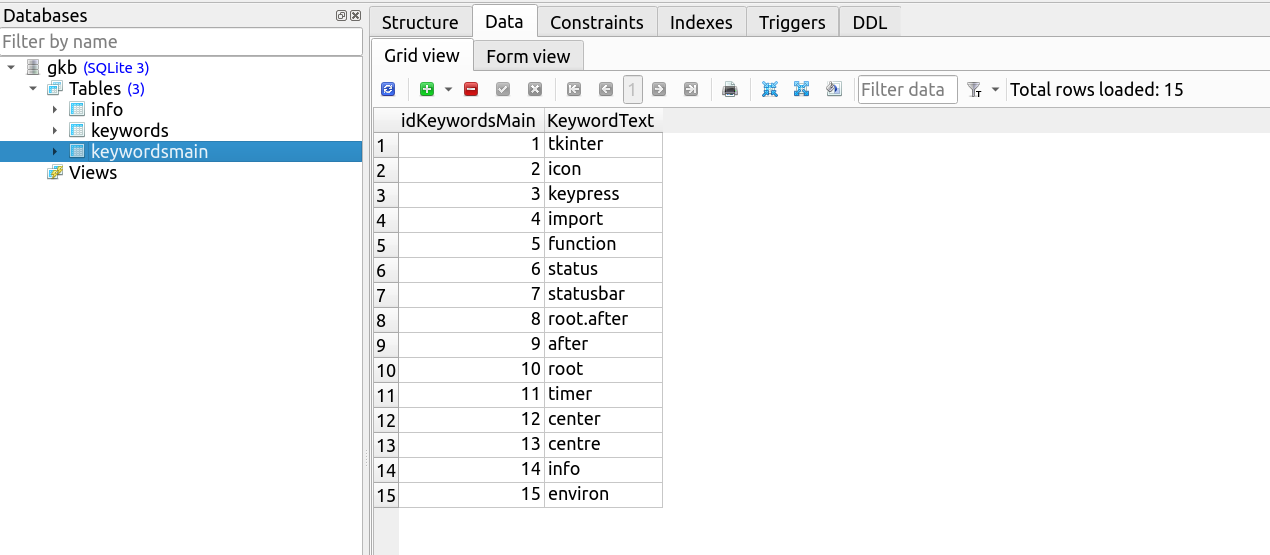 Databases
Filter by name
gkb (SQLite 3)
Tables (3)
info
keywords
keywordsmain
Views
Structure Data Constraints Indexes Triggers DDL
Grid view Form view
1 Filter data Total rows loaded: 15
idKeywordsMain KeywordText
1 1 tkinter
2 2 icon
3 3 keypress
4 4 import
5 5 function
6 6 status
7 7 statusbar
8 8 root.after
9 9 after
10 10 root
11 11 timer
12 12 center
13 13 centre
14 14 info
15 15 environ